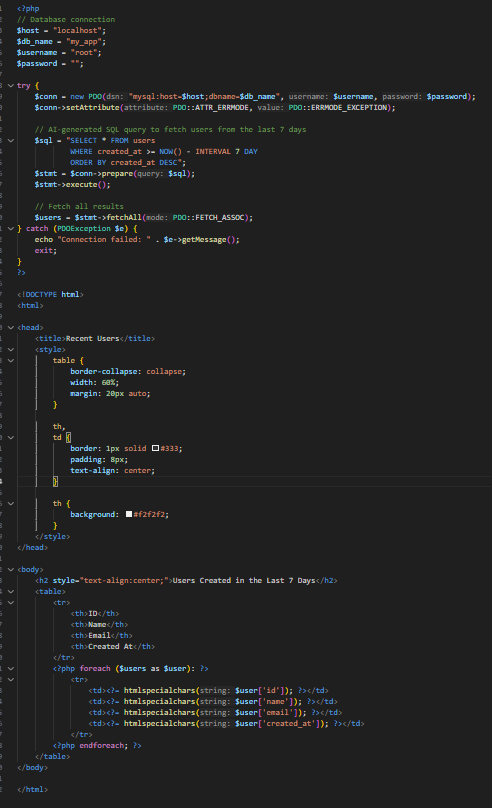 <?php
// Database connection
$host = "localhost";
$db_name = "my_app";
$username = "root";
$password = "";
try {
$conn = new PDO(dsn: "mysql:host=$host;dbname=$db_name", username: $username, password: $password);
$conn->setAttribute(attribute: PDO::ATTR_ERRMODE, value: PDO::ERRMODE_EXCEPTION);
// AI-generated SQL query to fetch users from the last 7 days
$sql = "SELECT * FROM users
WHERE created_at >= NOW() - INTERVAL 7 DAY
ORDER BY created_at DESC";
$stmt = $conn->prepare(query: $sql);
$stmt->execute();
// Fetch all results
$users = $stmt->fetchAll(mode: PDO::FETCH_ASSOC);
} catch (PDOException $e) {
echo "Connection failed: " . $e->getMessage();
exit;
}
?>
<!DOCTYPE html>
<html>
<head>
<title>Recent Users</title>
<style>
table {
border-collapse: collapse;
width: 60%;
margin: 20px auto;
}
th,
td {
border: 1px solid #333;
padding: 8px;
text-align: center;
}
th {
background: #f2f2f2;
}
</style>
</head>
<body>
<h2 style="text-align:center;">Users Created in the Last 7 Days</h2>
<table>
<tr>
<th>ID</th>
<th>Name</th>
<th>Email</th>
<th>Created At</th>
</tr>
<?php foreach ($users as $user): ?>
<tr>
<td><?= htmlspecialchars(string: $user['id']); ?></td>
<td><?= htmlspecialchars(string: $user['name']); ?></td>
<td><?= htmlspecialchars(string: $user['email']); ?></td>
<td><?= htmlspecialchars(string: $user['created_at']); ?></td>
</tr>
<?php endforeach; ?>
</table>
</body>
</html>